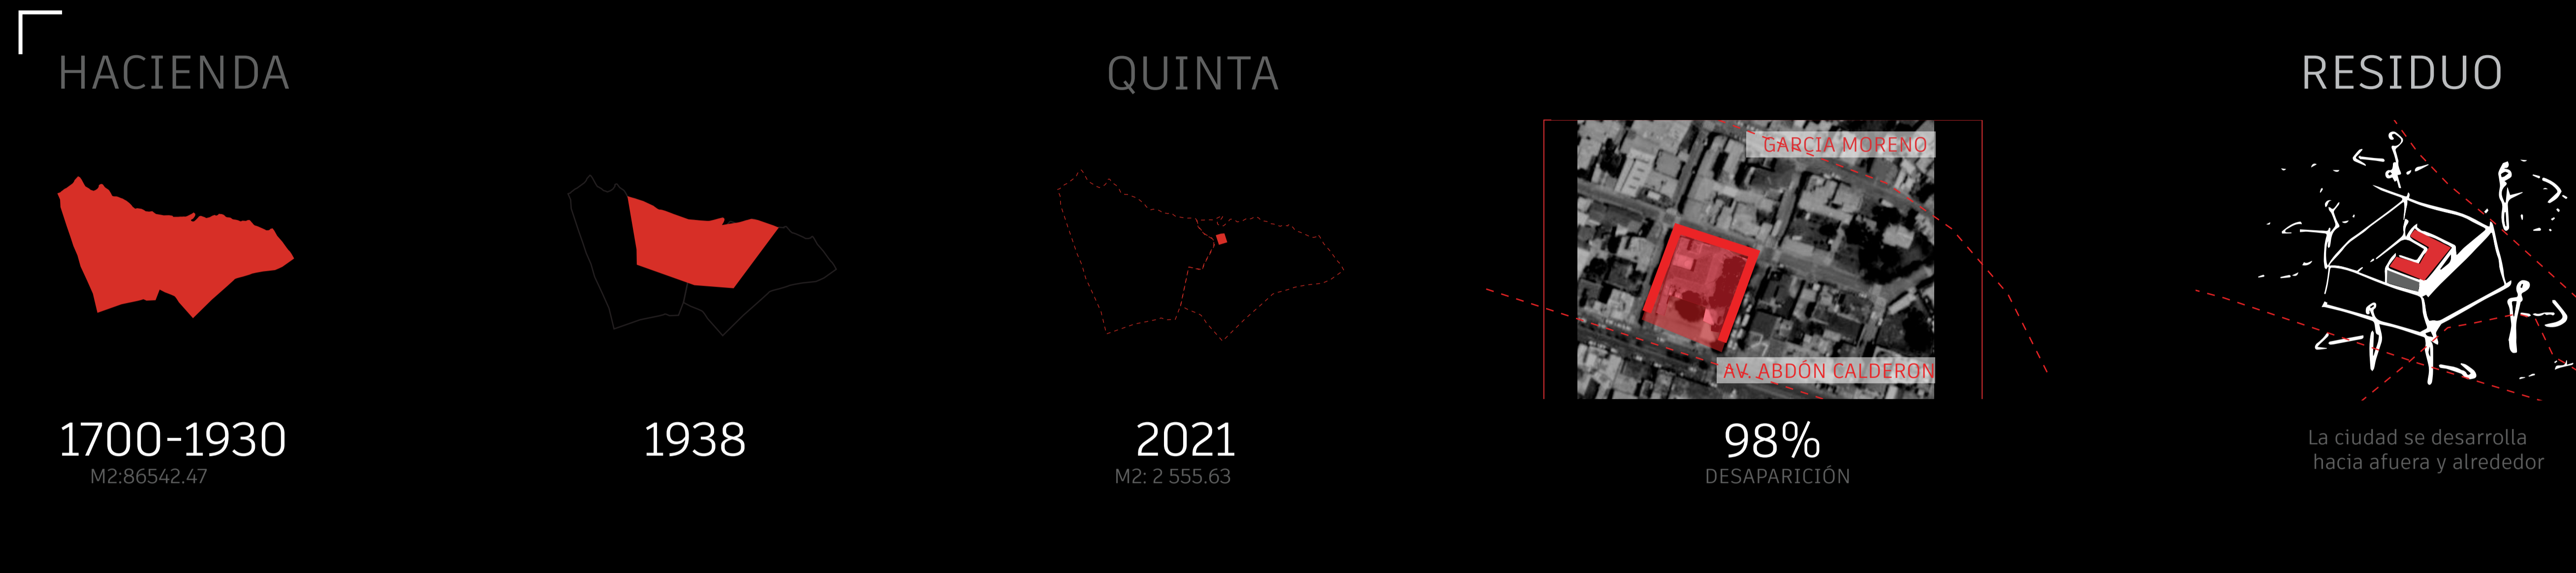 HACIENDA
QUINTA
RESIDUO
GARCIA MORENO
AV. ABDÓN CALDERON
1700-1930
M2:86542.47
1938
2021
M2: 2 555.63
98%
DESAPARICIÓN
La ciudad se desarrolla
hacia afuera y alrededor